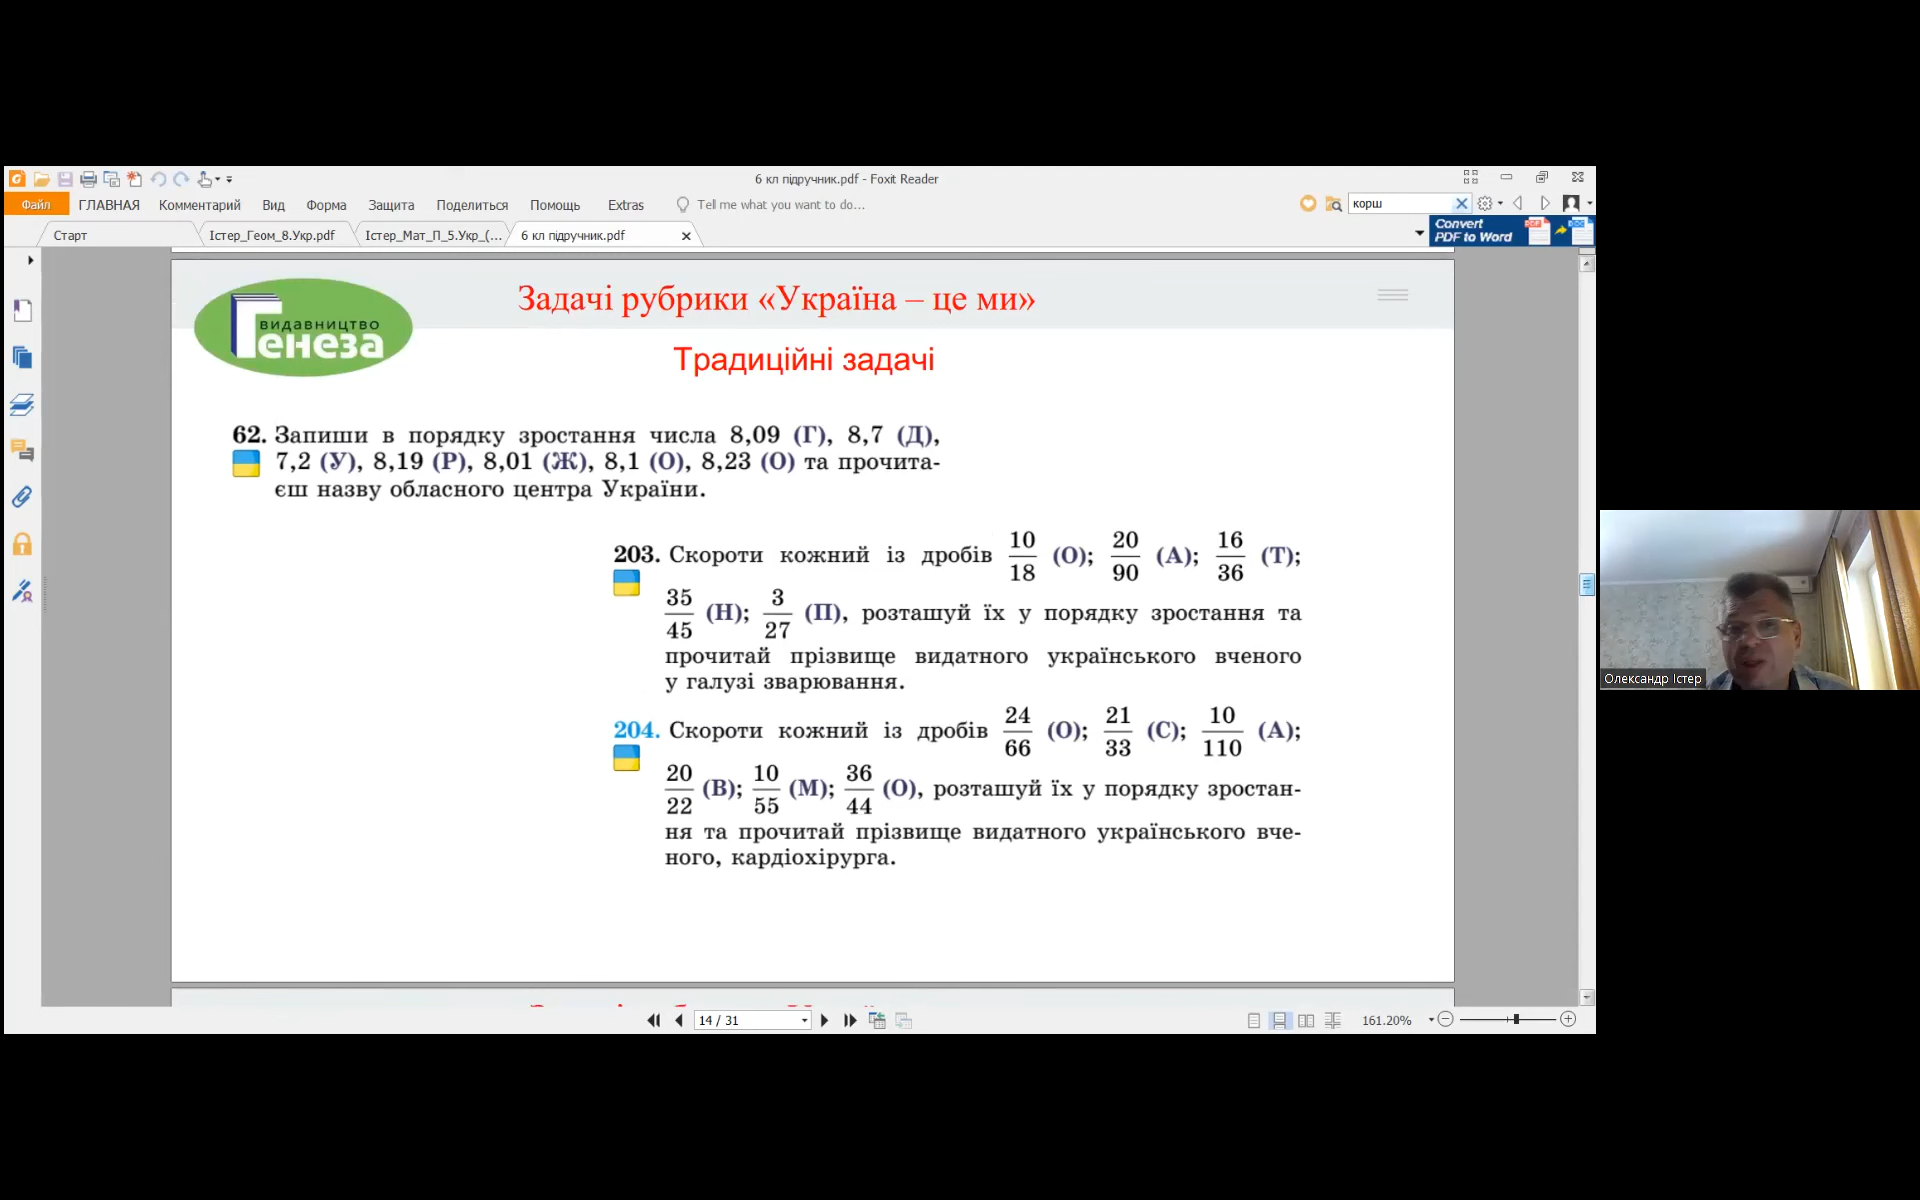 6 кл підручник.pdf - Foxit Reader
Файл ГЛАВНАЯ Комментарий Вид Форма Защита Поделиться Помощь Extras Tell me what you want to do... корш
Старт Істер_Геом_8.Укр.pdf Істер_Мат_П_5.Укр_(... 6 кл підручник.pdf
Convert
PDF to Word
видавництво
Генеза
Задачі рубрики «Україна – це ми»
Традиційні задачі
62. Запиши в порядку зростання числа 8,09 (Г), 8,7 (Д),
7,2 (У), 8,19 (Р), 8,01 (Ж), 8,1 (О), 8,23 (О) та прочита-
єш назву обласного центра України.
203. Скороти кожний із дробів 10/18 (О); 20/90 (А); 16/36 (Т);
35/45 (Н); 3/27 (П), розташуй їх у порядку зростання та
прочитай прізвище видатного українського вченого
у галузі зварювання.
204. Скороти кожний із дробів 24/66 (О); 21/33 (С); 10/110 (А);
20/22 (В); 10/55 (М); 36/44 (О), розташуй їх у порядку зростан-
ня та прочитай прізвище видатного українського вче-
ного, кардіохірурга.
14 / 31 161.20%
Олександр Істер